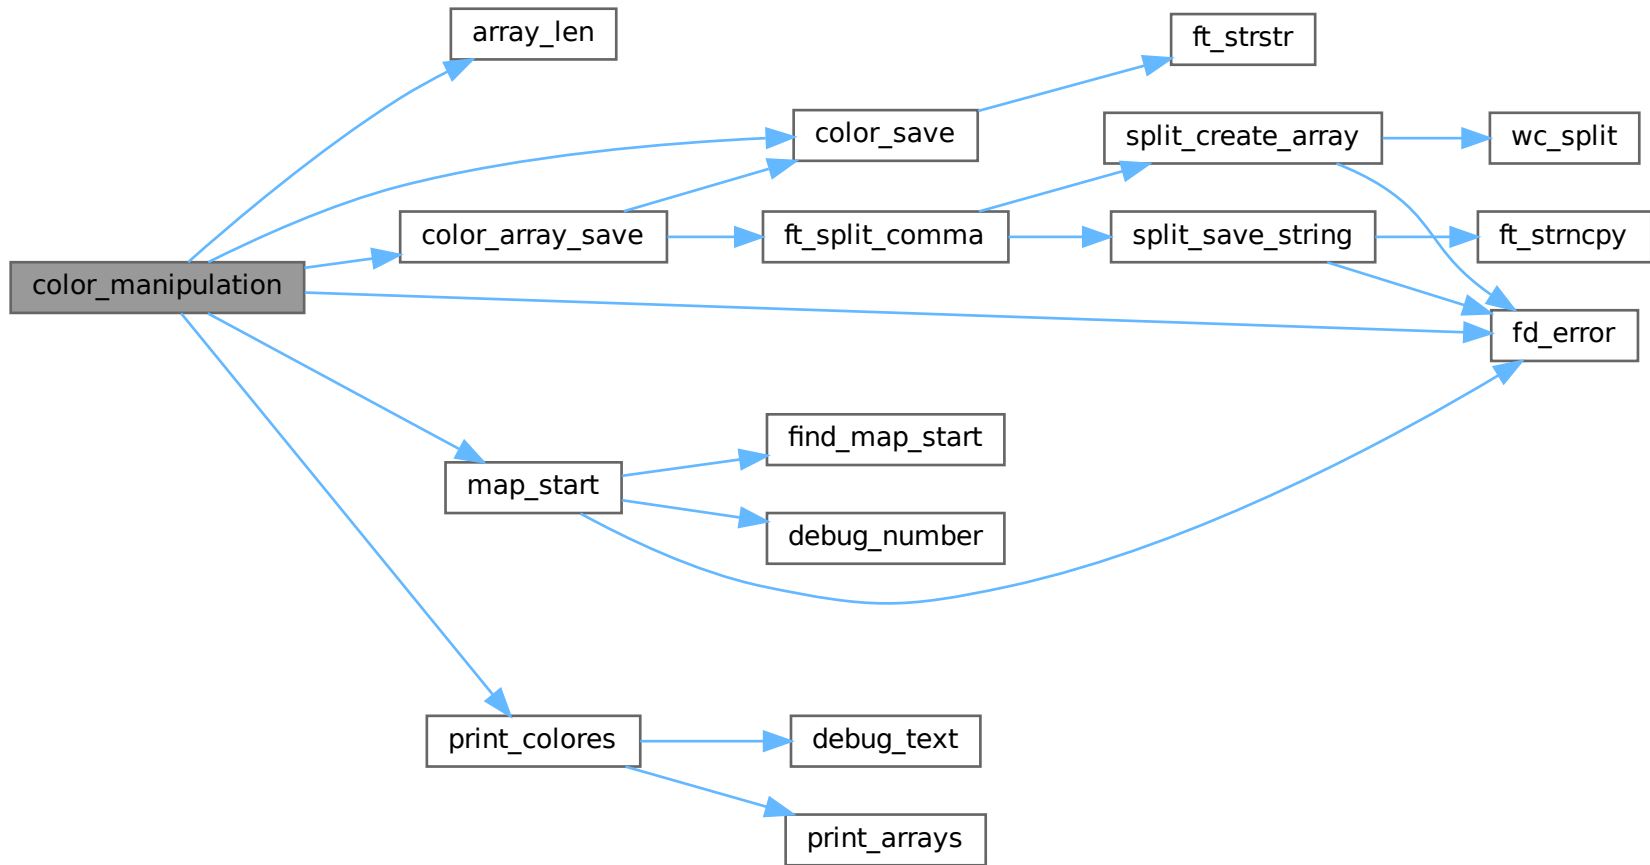 array_len
ft_strstr
color_save
split_create_array
wc_split
color_array_save
ft_split_comma
split_save_string
ft_strncpy
color_manipulation
fd_error
find_map_start
map_start
debug_number
print_colores
debug_text
print_arrays